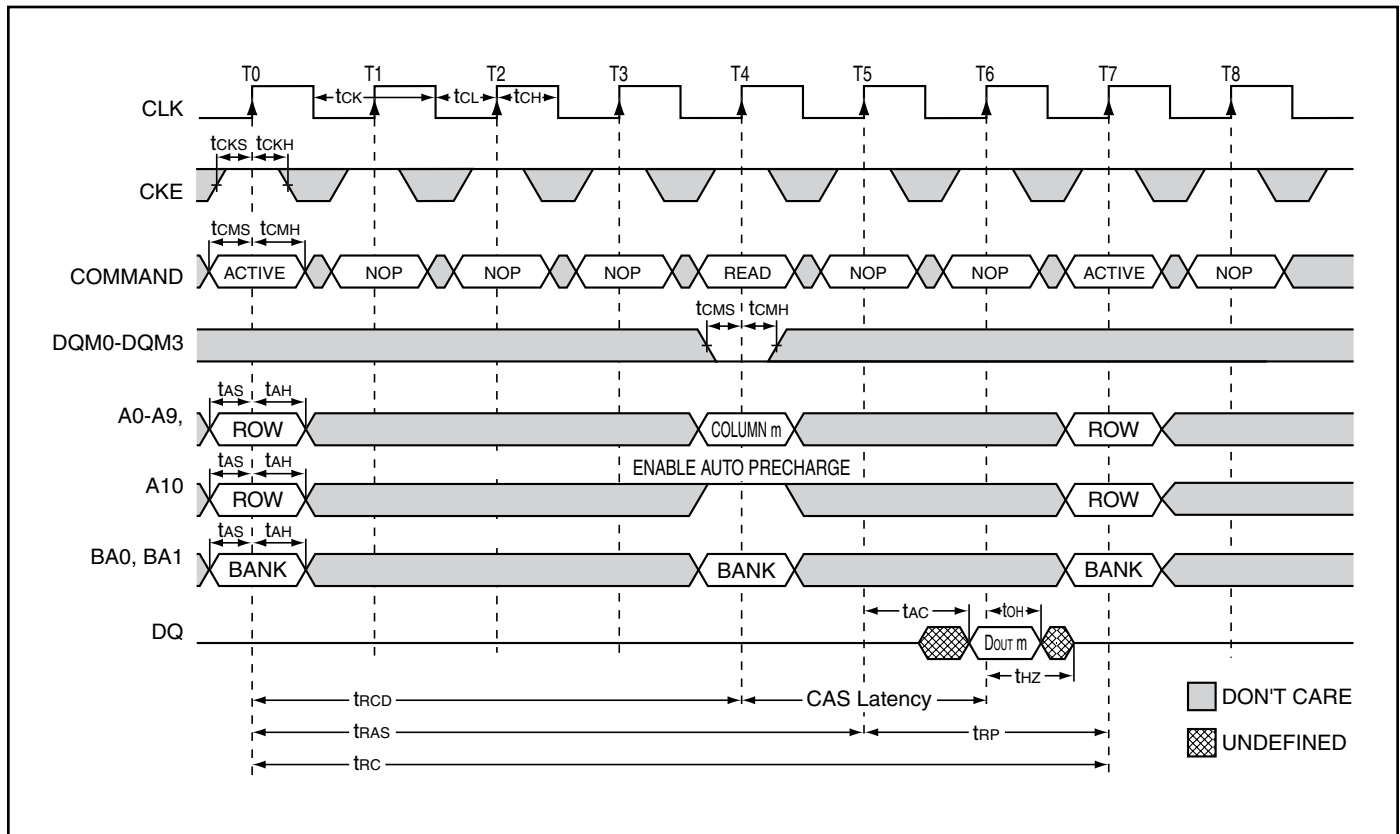 T0 T1 T2 T3 T4 T5 T6 T7 T8
CLK tCK tCL tCH
tCKS tCKH
CKE
tCMS tCMH
COMMAND ACTIVE NOP NOP NOP READ NOP NOP ACTIVE NOP
tCMS tCMH
DQM0-DQM3
tAS tAH
A0-A9, ROW COLUMN m ROW
tAS tAH ENABLE AUTO PRECHARGE
A10 ROW ROW
tAS tAH
BA0, BA1 BANK BANK BANK
tAC tOH
DQ DOUT m
tHZ
tRCD CAS Latency DON'T CARE
tRAS tRP UNDEFINED
tRC